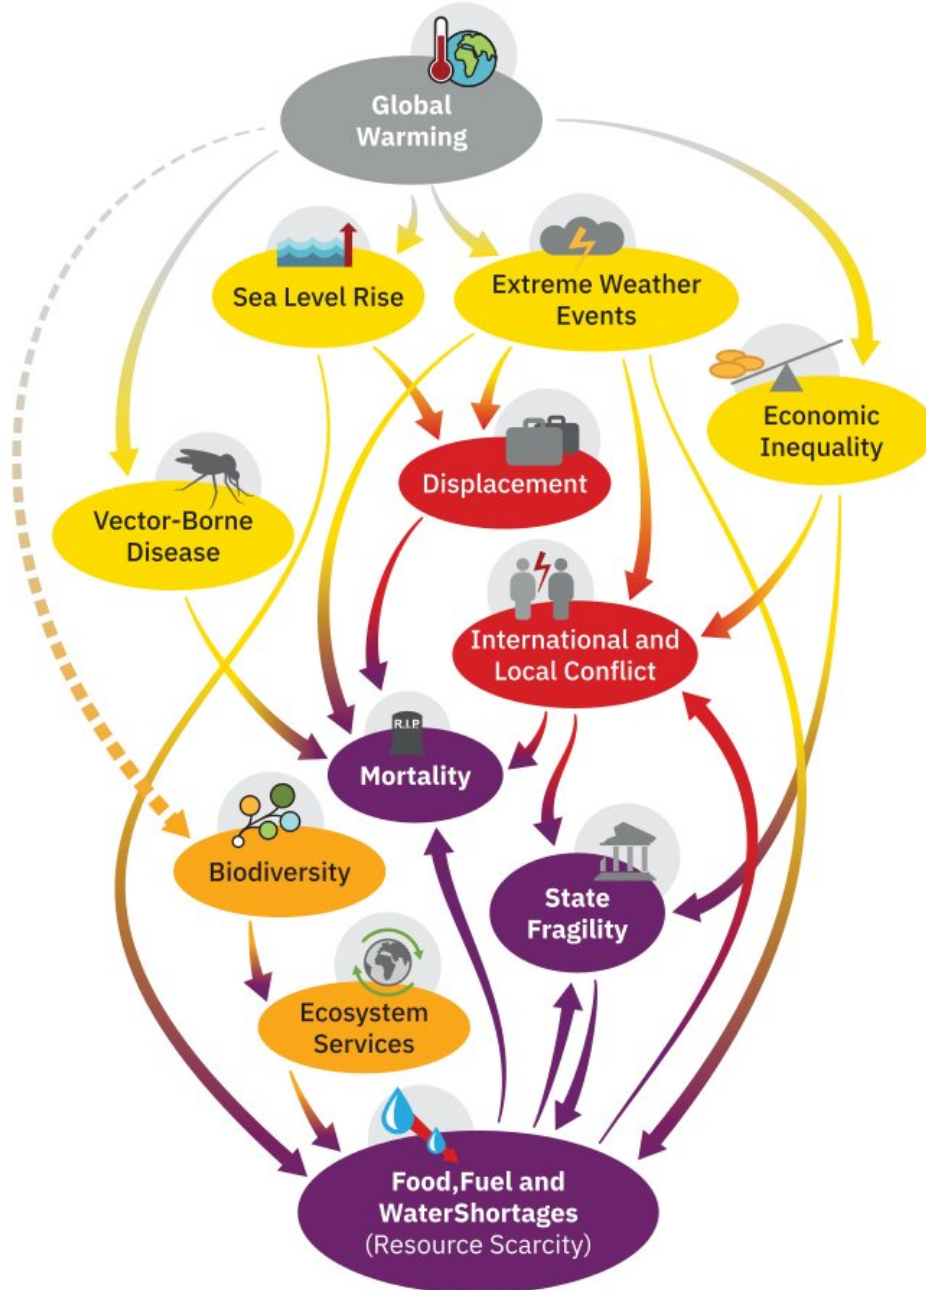 Global
Warming
Sea Level Rise
Extreme Weather
Events
Economic
Inequality
Displacement
Vector-Borne
Disease
International and
Local Conflict
R.I.P
Mortality
Biodiversity
State
Fragility
Ecosystem
Services
Food,Fuel and
WaterShortages
(Resource Scarcity)